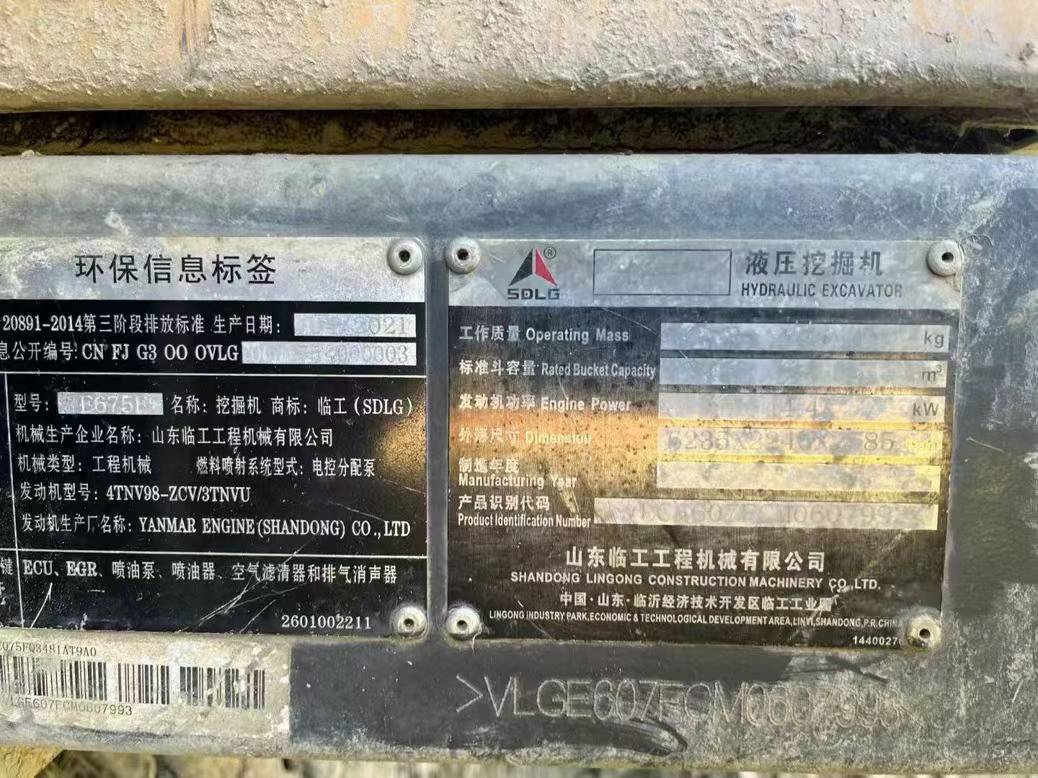 环保信息标签
20891-2014第三阶段排放标准 生产日期: 2021
息公开编号: CN FJ G3 OO OVLG 000003
型号: E675F 名称: 挖掘机 商标: 临工(SDLG)
机械生产企业名称: 山东临工工程机械有限公司
机械类型: 工程机械 燃料喷射系统型式: 电控分配泵
发动机型号: 4TNV98-ZCV/3TNVU
发动机生产厂名称: YANMAR ENGINE(SHANDONG) CO.,LTD
键 ECU、EGR、喷油泵、喷油器、空气滤清器和排气消声器
2601002211
SDLG®
液压挖掘机
HYDRAULIC EXCAVATOR
工作质量 Operating Mass kg
标准斗容量 Rated Bucket Capacity m³
发动机功率 Engine Power kW
外形尺寸 Dimension
制造年度
Manufacturing Year
产品识别代码
Product Identification Number
山东临工工程机械有限公司
SHANDONG LINGONG CONSTRUCTION MACHINERY CO.,LTD.
中国·山东·临沂经济技术开发区临工工业园
LINGONG INDUSTRY PARK,ECONOMIC & TECHNOLOGICAL DEVELOPMENT AREA,LINYI,SHANDONG,P.R.CHINA
1440027
075FQ3481AT9A0
LGE607FCM0607993
>VLGE607FCM0607993